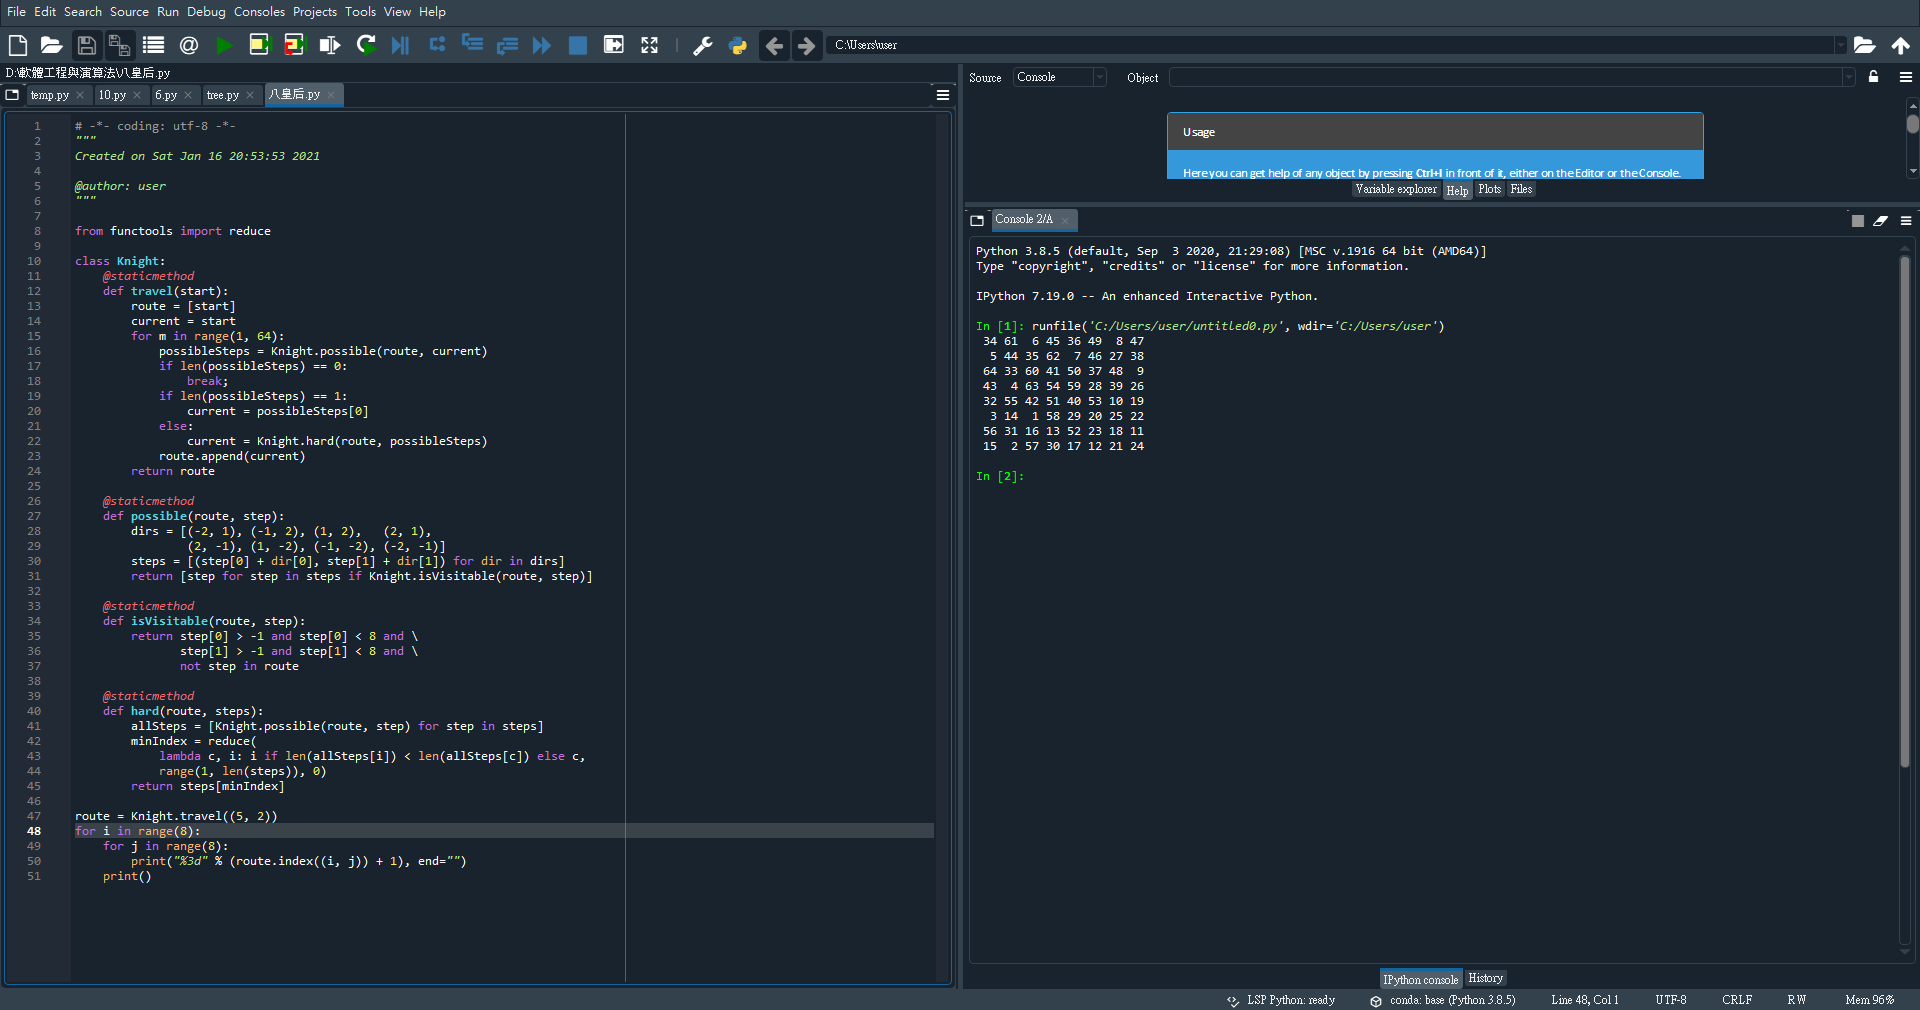 File Edit Search Source Run Debug Consoles Projects Tools View Help
C:\Users\user
D:\軟體工程與演算法\八皇后.py
temp.py 10.py 6.py tree.py 八皇后.py
1 # -*- coding: utf-8 -*-
2 """
3 Created on Sat Jan 16 20:53:53 2021
4
5 @author: user
6 """
7
8 from functools import reduce
9
10 class Knight:
11     @staticmethod
12     def travel(start):
13         route = [start]
14         current = start
15         for m in range(1, 64):
16             possibleSteps = Knight.possible(route, current)
17             if len(possibleSteps) == 0:
18                 break;
19             if len(possibleSteps) == 1:
20                 current = possibleSteps[0]
21             else:
22                 current = Knight.hard(route, possibleSteps)
23             route.append(current)
24         return route
25
26     @staticmethod
27     def possible(route, step):
28         dirs = [(-2, 1), (-1, 2), (1, 2),   (2, 1),
29                 (2, -1), (1, -2), (-1, -2), (-2, -1)]
30         steps = [(step[0] + dir[0], step[1] + dir[1]) for dir in dirs]
31         return [step for step in steps if Knight.isVisitable(route, step)]
32
33     @staticmethod
34     def isVisitable(route, step):
35         return step[0] > -1 and step[0] < 8 and \
36                step[1] > -1 and step[1] < 8 and \
37                not step in route
38
39     @staticmethod
40     def hard(route, steps):
41         allSteps = [Knight.possible(route, step) for step in steps]
42         minIndex = reduce(
43             lambda c, i: i if len(allSteps[i]) < len(allSteps[c]) else c,
44             range(1, len(steps)), 0)
45         return steps[minIndex]
46
47 route = Knight.travel((5, 2))
48 for i in range(8):
49     for j in range(8):
50         print("%3d" % (route.index((i, j)) + 1), end="")
51     print()
Source Console Object
Usage
Here you can get help of any object by pressing Ctrl+I in front of it, either on the Editor or the Console.
Variable explorer Help Plots Files
Console 2/A
Python 3.8.5 (default, Sep  3 2020, 21:29:08) [MSC v.1916 64 bit (AMD64)]
Type "copyright", "credits" or "license" for more information.
IPython 7.19.0 -- An enhanced Interactive Python.
In [1]: runfile('C:/Users/user/untitled0.py', wdir='C:/Users/user')
 34 61  6 45 36 49  8 47
  5 44 35 62  7 46 27 38
 64 33 60 41 50 37 48  9
 43  4 63 54 59 28 39 26
 32 55 42 51 40 53 10 19
  3 14  1 58 29 20 25 22
 56 31 16 13 52 23 18 11
 15  2 57 30 17 12 21 24
In [2]:
IPython console History
LSP Python: ready conda: base (Python 3.8.5) Line 48, Col 1 UTF-8 CRLF RW Mem 96%